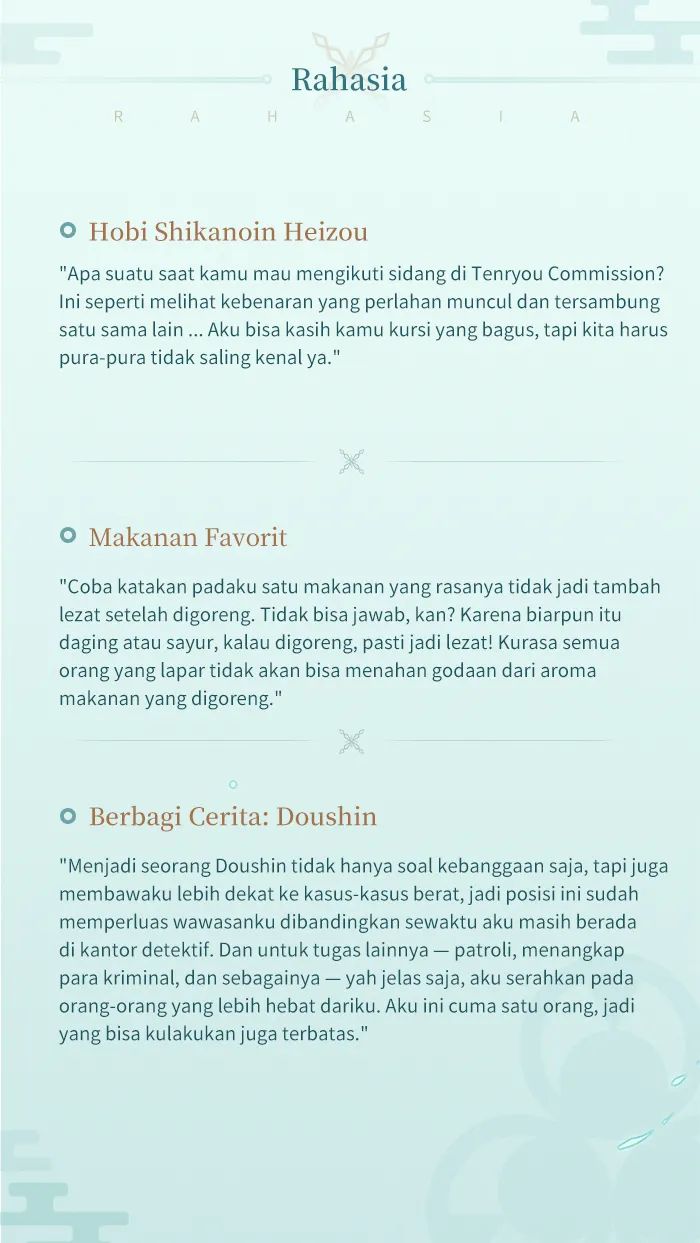 Rahasia
R A H A S I A
Hobi Shikanoin Heizou
"Apa suatu saat kamu mau mengikuti sidang di Tenryou Commission?
Ini seperti melihat kebenaran yang perlahan muncul dan tersambung
satu sama lain ... Aku bisa kasih kamu kursi yang bagus, tapi kita harus
pura-pura tidak saling kenal ya."
Makanan Favorit
"Coba katakan padaku satu makanan yang rasanya tidak jadi tambah
lezat setelah digoreng. Tidak bisa jawab, kan? Karena biarpun itu
daging atau sayur, kalau digoreng, pasti jadi lezat! Kurasa semua
orang yang lapar tidak akan bisa menahan godaan dari aroma
makanan yang digoreng."
Berbagi Cerita: Doushin
"Menjadi seorang Doushin tidak hanya soal kebanggaan saja, tapi juga
membawaku lebih dekat ke kasus-kasus berat, jadi posisi ini sudah
memperluas wawasanku dibandingkan sewaktu aku masih berada
di kantor detektif. Dan untuk tugas lainnya — patroli, menangkap
para kriminal, dan sebagainya — yah jelas saja, aku serahkan pada
orang-orang yang lebih hebat dariku. Aku ini cuma satu orang, jadi
yang bisa kulakukan juga terbatas."